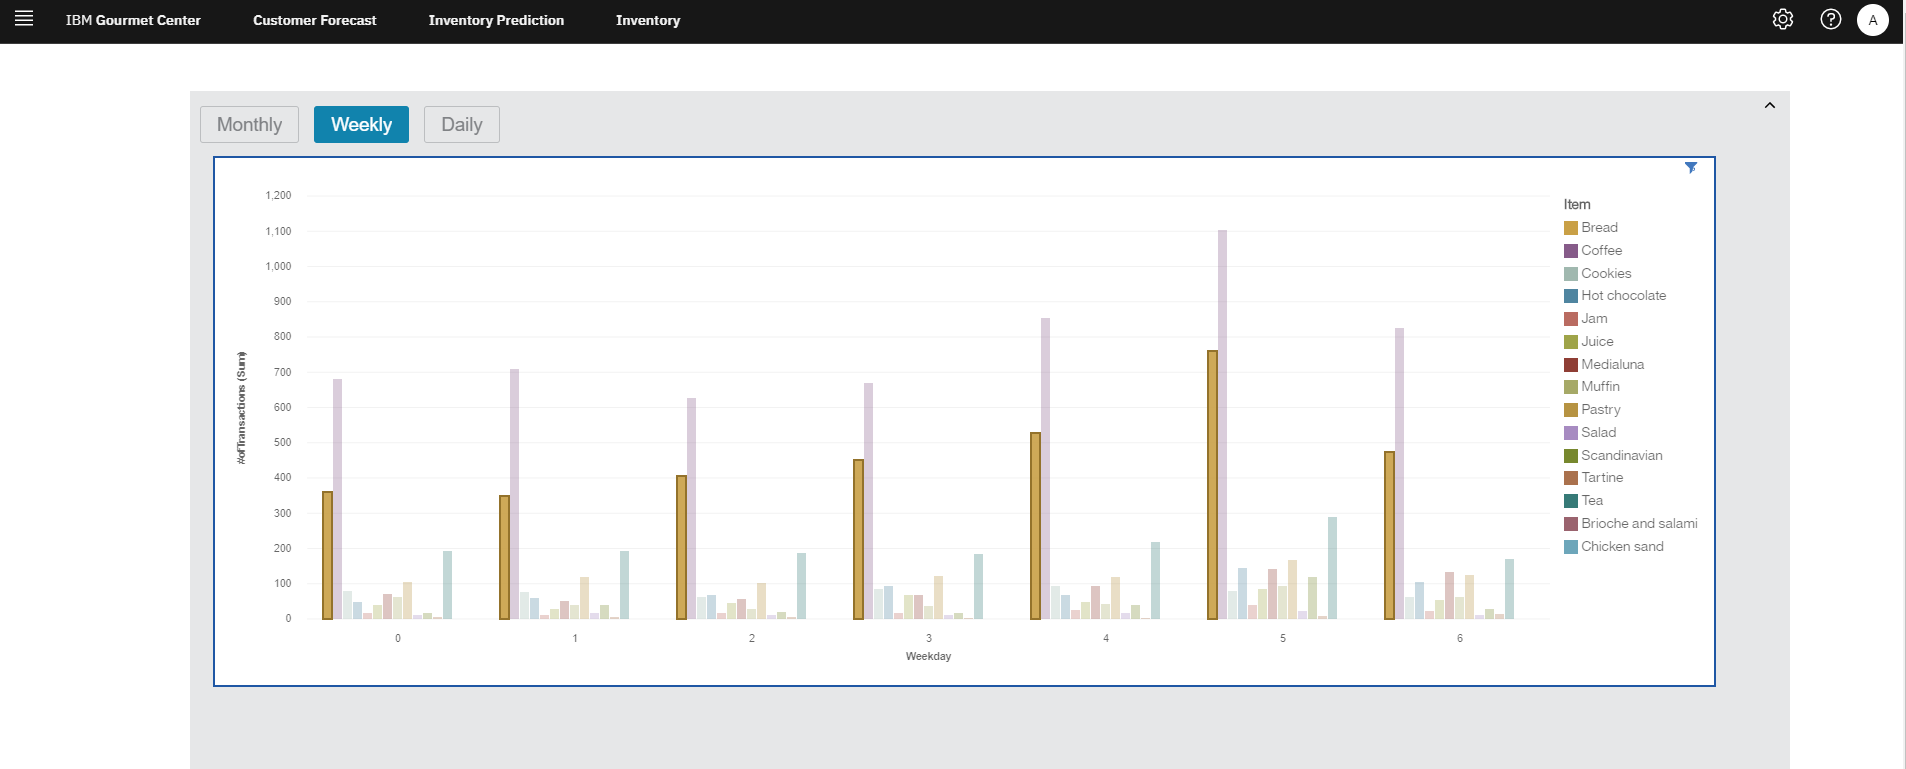 IBM Gourmet Center Customer Forecast Inventory Prediction Inventory A
Monthly Weekly Daily
1,200
1,100
1,000
900
800
700
600
500
400
300
200
100
0
#ofTransactions (Sum)
0 1 2 3 4 5 6
Weekday
Item
Bread
Coffee
Cookies
Hot chocolate
Jam
Juice
Medialuna
Muffin
Pastry
Salad
Scandinavian
Tartine
Tea
Brioche and salami
Chicken sand